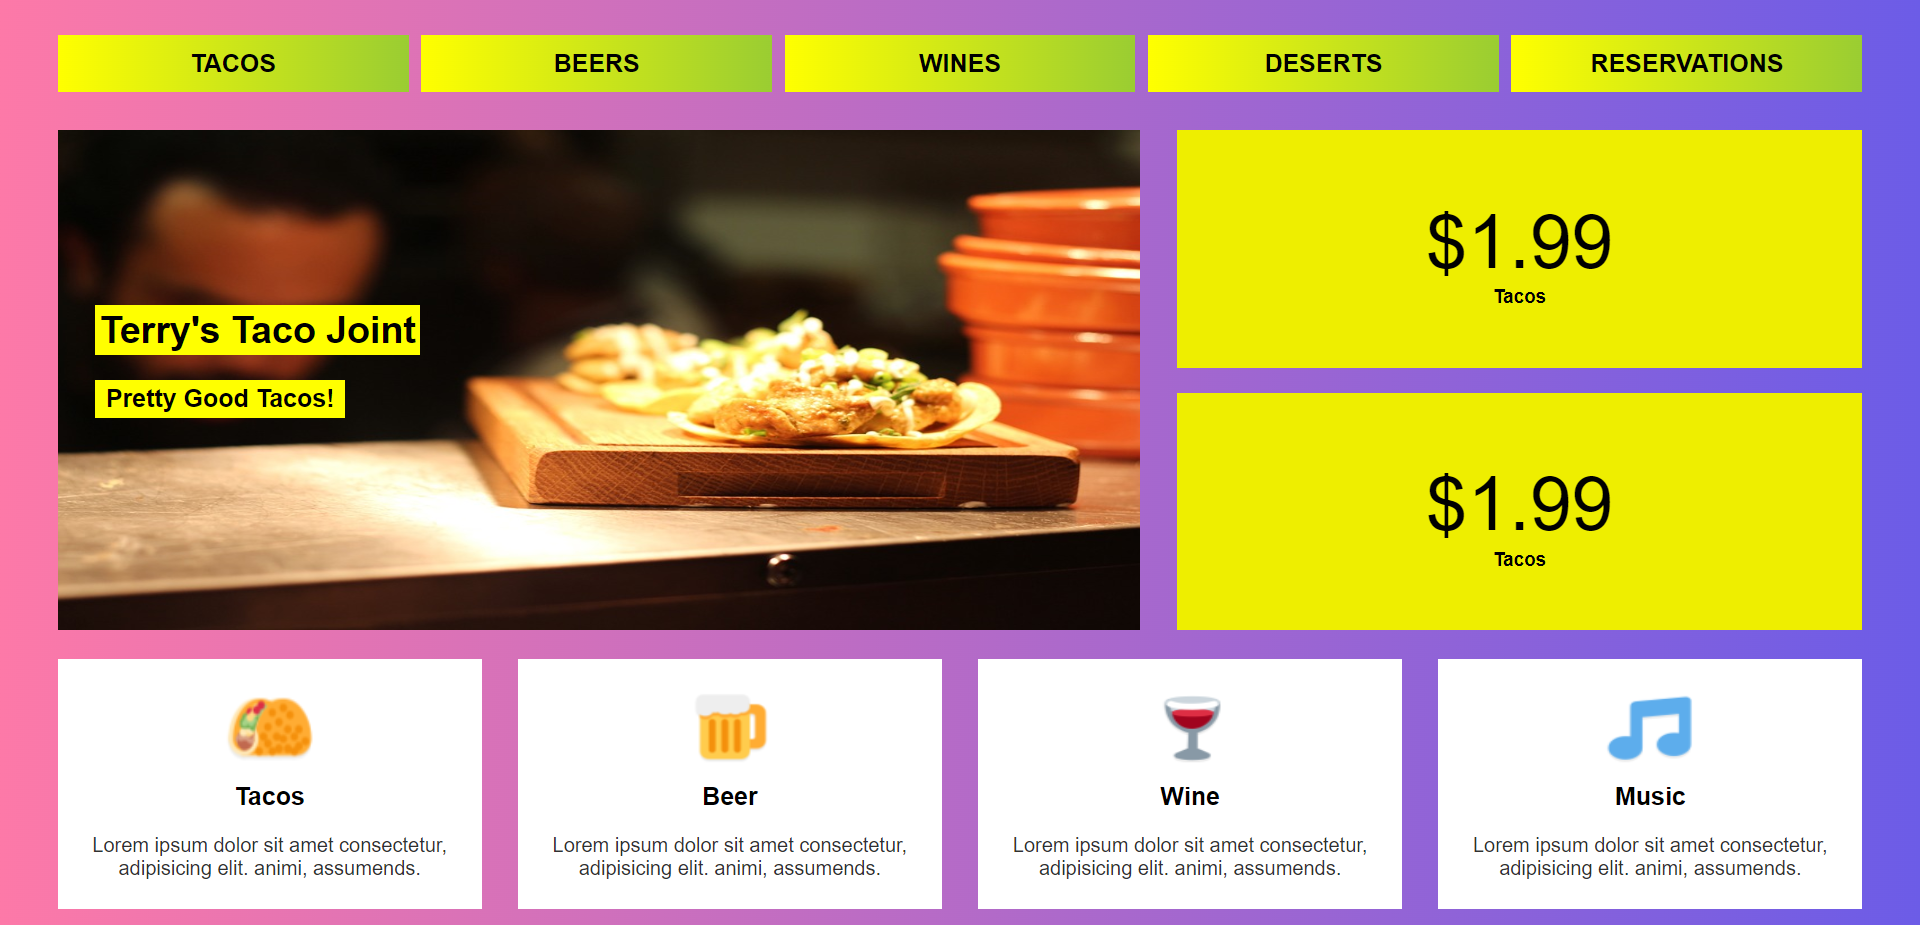 TACOS
BEERS
WINES
DESERTS
RESERVATIONS
Terry's Taco Joint
Pretty Good Tacos!
$1.99
Tacos
$1.99
Tacos
Tacos
Lorem ipsum dolor sit amet consectetur,
adipisicing elit. animi, assumends.
Beer
Lorem ipsum dolor sit amet consectetur,
adipisicing elit. animi, assumends.
Wine
Lorem ipsum dolor sit amet consectetur,
adipisicing elit. animi, assumends.
Music
Lorem ipsum dolor sit amet consectetur,
adipisicing elit. animi, assumends.